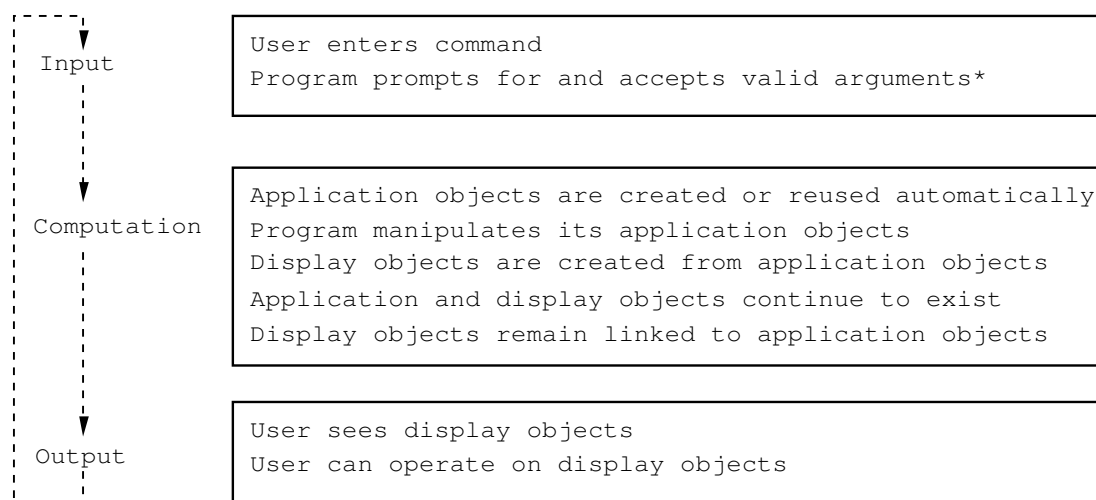 Input
User enters command
Program prompts for and accepts valid arguments*
Computation
Application objects are created or reused automatically
Program manipulates its application objects
Display objects are created from application objects
Application and display objects continue to exist
Display objects remain linked to application objects
Output
User sees display objects
User can operate on display objects